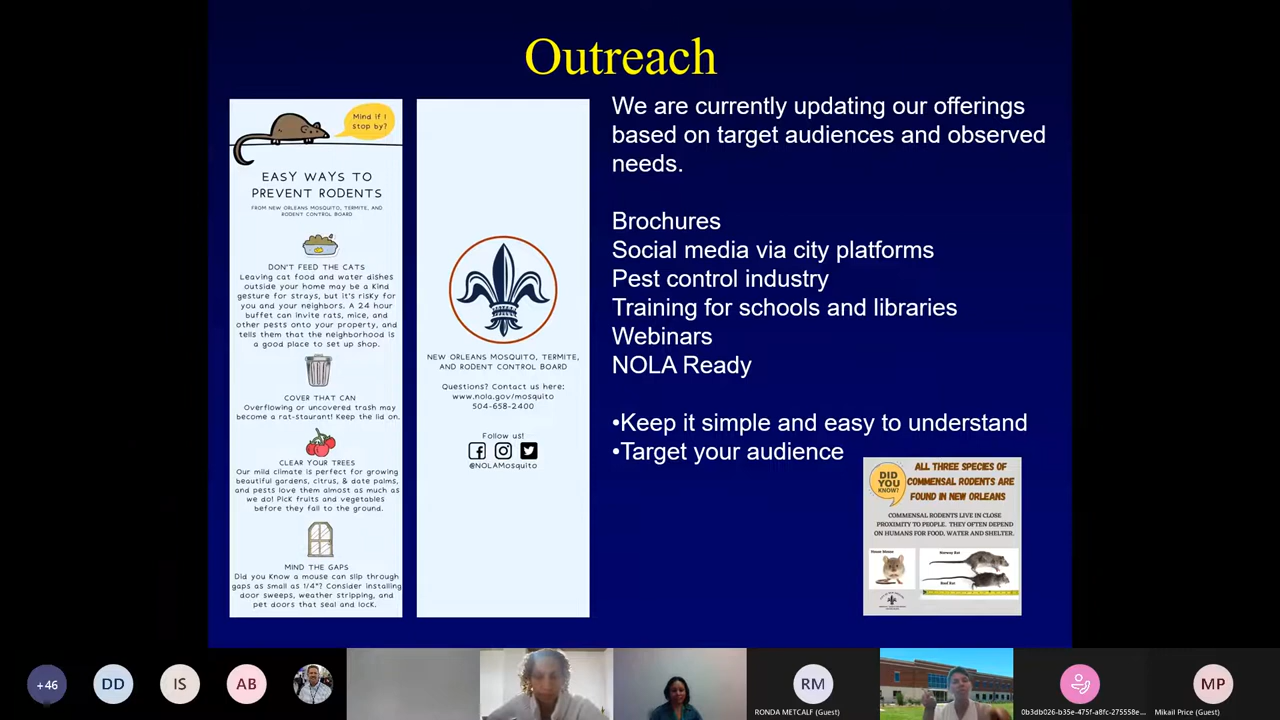 Outreach
Mind if I
stop by?
EASY WAYS TO
PREVENT RODENTS
FROM NEW ORLEANS MOSQUITO, TERMITE, AND
RODENT CONTROL BOARD
DON'T FEED THE CATS
Leaving cat food and water dishes
outside your home may be a kind
gesture for strays, but it's risky for
you and your neighbors. A 24 hour
buffet can invite rats, mice, and
other pests onto your property, and
tells them that the neighborhood is
a good place to set up shop.
COVER THAT CAN
Overflowing or uncovered trash may
become a rat-staurant! Keep the lid on.
CLEAR YOUR TREES
Our mild climate is perfect for growing
beautiful gardens, citrus, & date palms,
and pests love them almost as much as
we do! Pick fruits and vegetables
before they fall to the ground.
MIND THE GAPS
Did you know a mouse can slip through
gaps as small as 1/4"? Consider installing
door sweeps, weather stripping, and
pet doors that seal and lock.
NEW ORLEANS MOSQUITO, TERMITE,
AND RODENT CONTROL BOARD
Questions? Contact us here:
www.nola.gov/mosquito
504-658-2400
Follow us!
@NOLAMosquito
We are currently updating our offerings
based on target audiences and observed
needs.
Brochures
Social media via city platforms
Pest control industry
Training for schools and libraries
Webinars
NOLA Ready
•Keep it simple and easy to understand
•Target your audience
DID
YOU
KNOW?
ALL THREE SPECIES OF
COMMENSAL RODENTS ARE
FOUND IN NEW ORLEANS
COMMENSAL RODENTS LIVE IN CLOSE
PROXIMITY TO PEOPLE. THEY OFTEN DEPEND
ON HUMANS FOR FOOD, WATER AND SHELTER.
House Mouse
Norway Rat
Roof Rat
+46
DD
IS
AB
RM
RONDA METCALF (Guest)
0b3db026-b35e-475f-a8fc-275558e...
MP
Mikail Price (Guest)